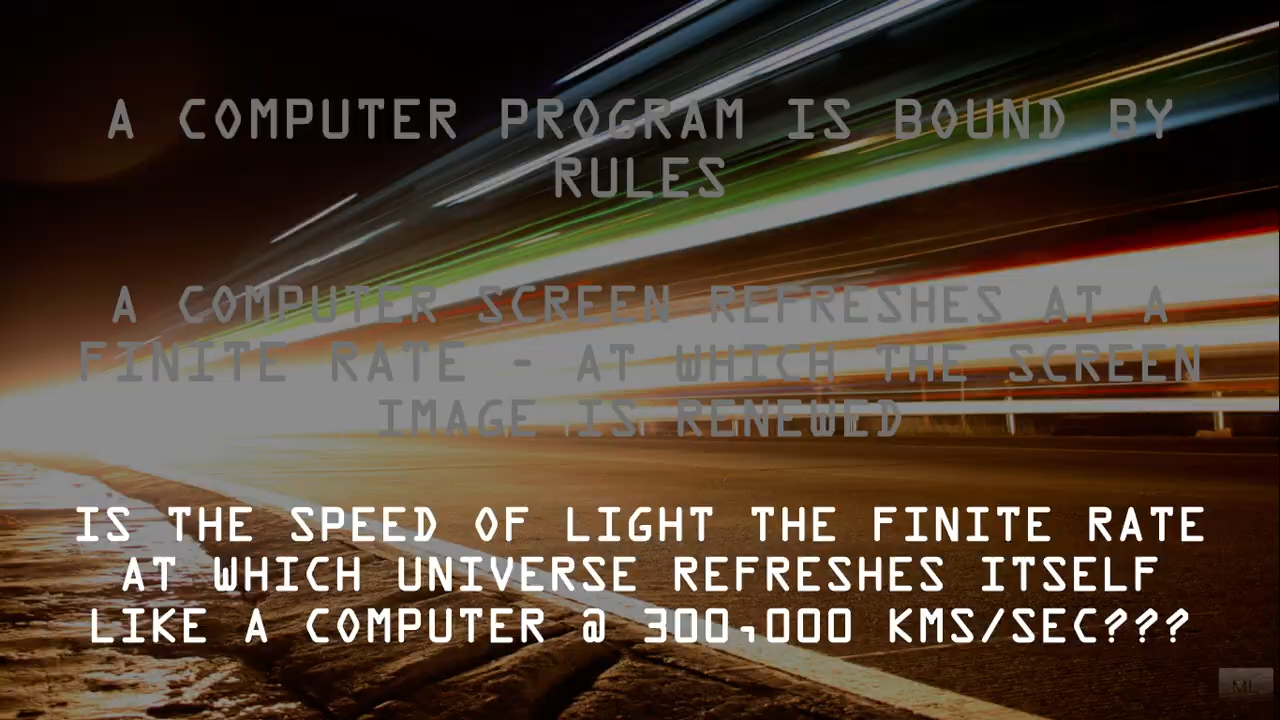 A COMPUTER PROGRAM IS BOUND BY
RULES
A COMPUTER SCREEN REFRESHES AT A
FINITE RATE - AT WHICH THE SCREEN
IMAGE IS RENEWED
IS THE SPEED OF LIGHT THE FINITE RATE
AT WHICH UNIVERSE REFRESHES ITSELF
LIKE A COMPUTER @ 300,000 KMS/SEC???
ML